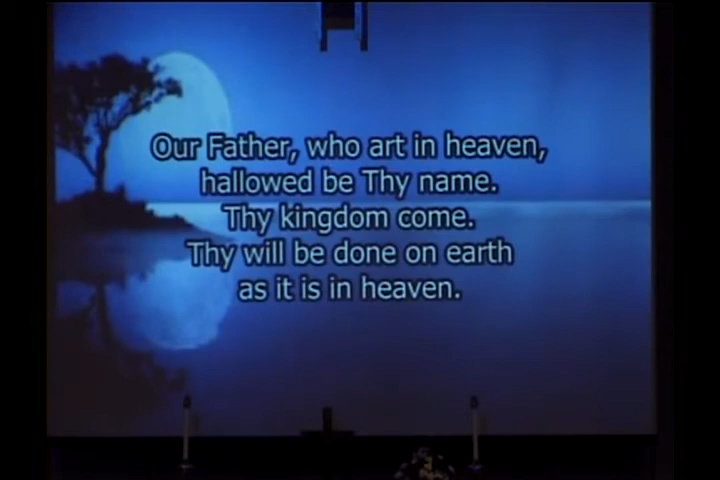 Our Father, who art in heaven,
hallowed be Thy name.
Thy kingdom come.
Thy will be done on earth
as it is in heaven.